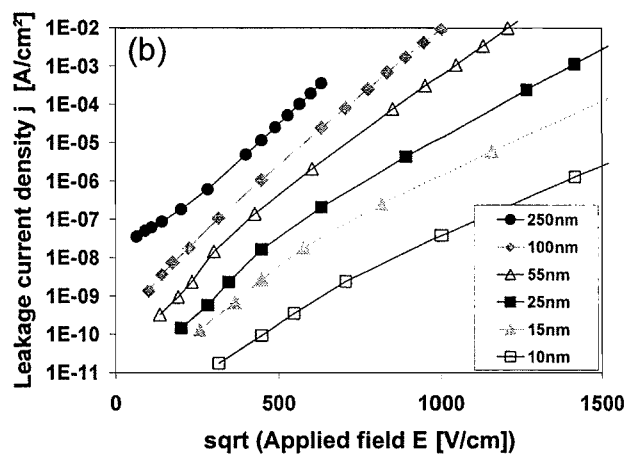 (b)
Leakage current density j [A/cm²]
1E-02
1E-03
1E-04
1E-05
1E-06
1E-07
1E-08
1E-09
1E-10
1E-11
0
500
1000
1500
sqrt (Applied field E [V/cm])
250nm
100nm
55nm
25nm
15nm
10nm